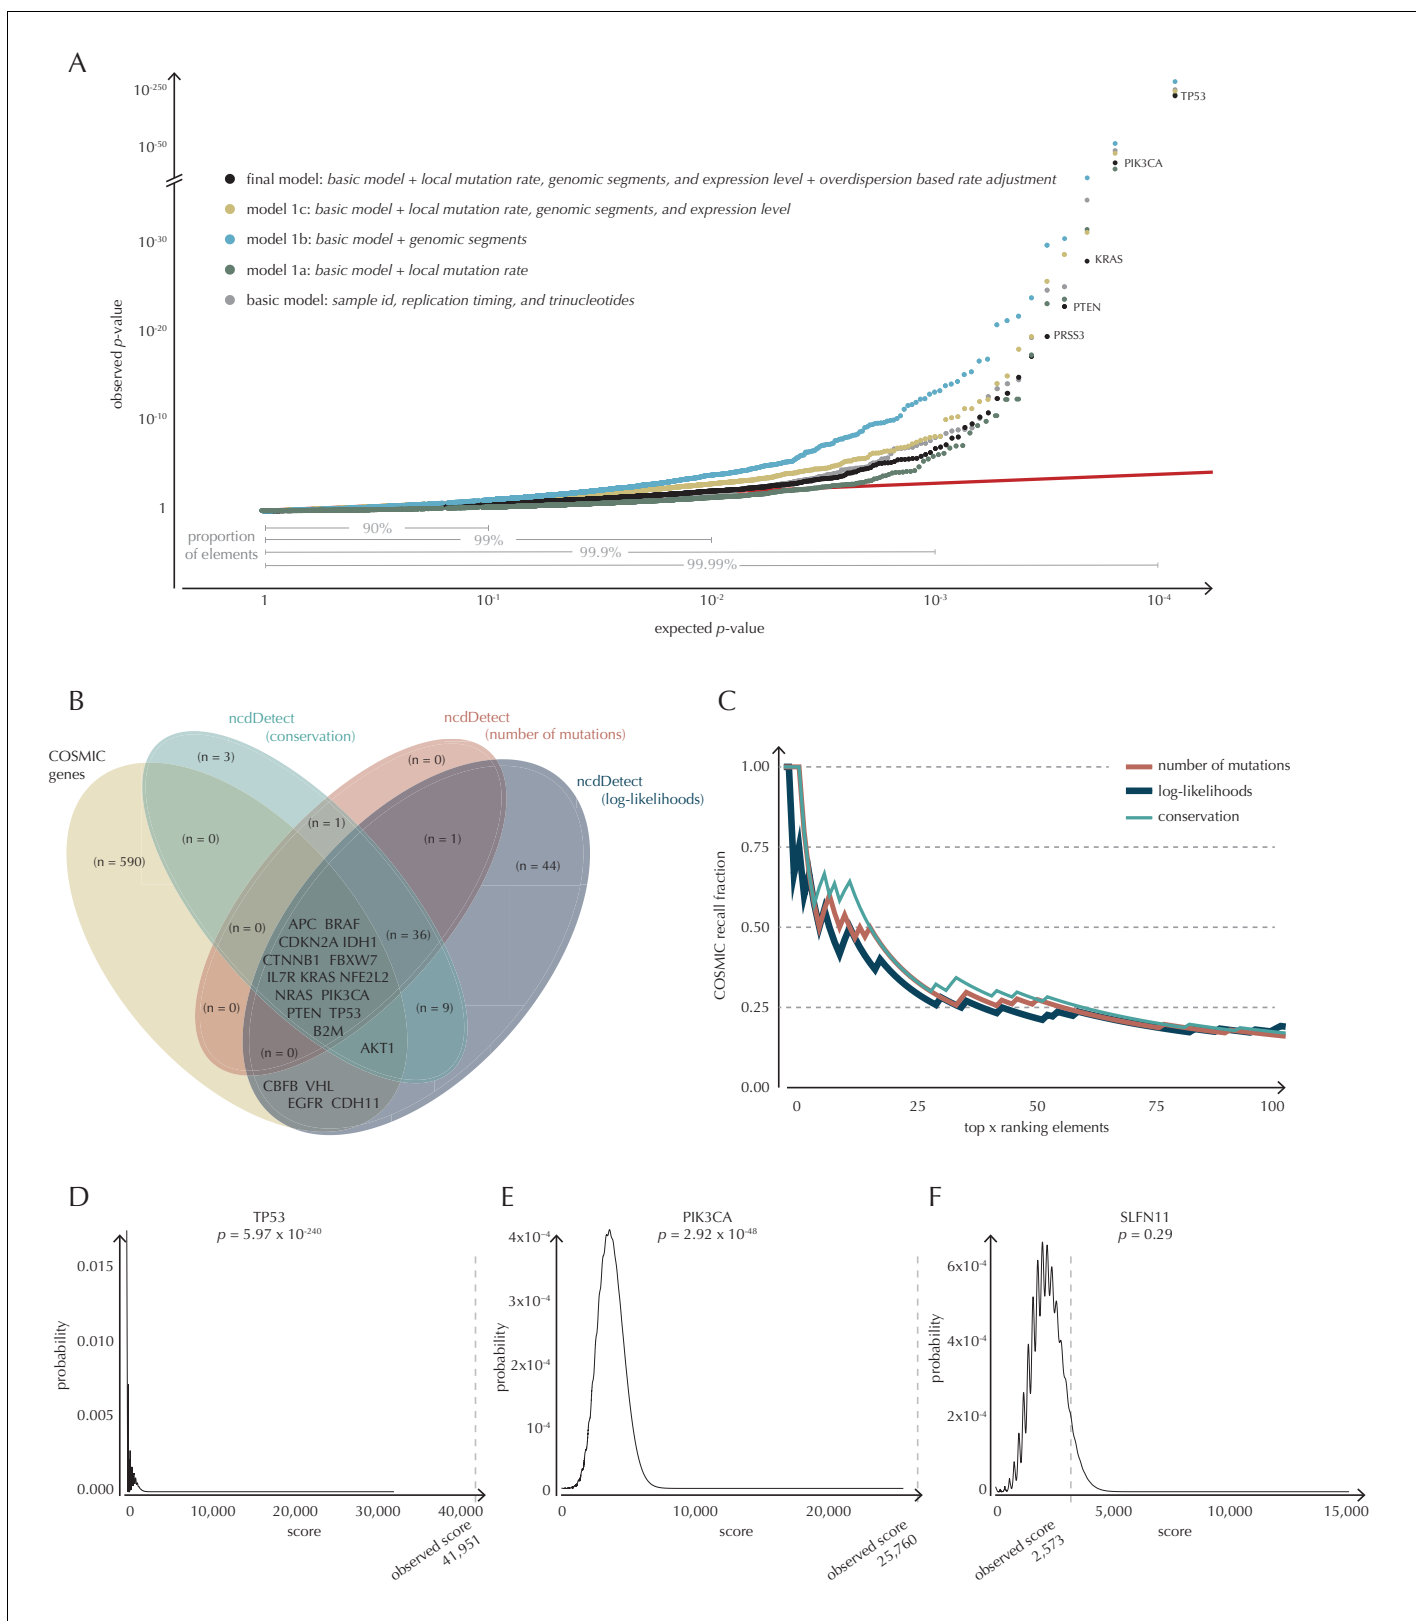 A
10-250
10-50
10-30
10-20
10-10
1
observed p-value
TP53
PIK3CA
KRAS
PTEN
PRSS3
final model: basic model + local mutation rate, genomic segments, and expression level + overdispersion based rate adjustment
model 1c: basic model + local mutation rate, genomic segments, and expression level
model 1b: basic model + genomic segments
model 1a: basic model + local mutation rate
basic model: sample id, replication timing, and trinucleotides
proportion
of elements
90%
99%
99.9%
99.99%
1
10-1
10-2
10-3
10-4
expected p-value
B
COSMIC
genes
ncdDetect
(conservation)
ncdDetect
(number of mutations)
ncdDetect
(log-likelihoods)
(n = 3)
(n = 0)
(n = 1)
(n = 0)
(n = 1)
(n = 590)
(n = 44)
(n = 0)
(n = 36)
(n = 0)
(n = 9)
(n = 0)
APC BRAF
CDKN2A IDH1
CTNNB1 FBXW7
IL7R KRAS NFE2L2
NRAS PIK3CA
PTEN TP53
B2M
AKT1
CBFB VHL
EGFR CDH11
C
1.00
0.75
0.50
0.25
0.00
COSMIC recall fraction
number of mutations
log-likelihoods
conservation
0
25
50
75
100
top x ranking elements
D
TP53
p = 5.97 x 10-240
0.015
0.010
0.005
0.000
probability
0
10,000
20,000
30,000
40,000
score
observed score
41,951
E
PIK3CA
p = 2.92 x 10-48
4x10-4
3x10-4
2x10-4
10-4
0
probability
0
10,000
20,000
score
observed score
25,760
F
SLFN11
p = 0.29
6x10-4
4x10-4
2x10-4
0
probability
0
5,000
10,000
15,000
score
observed score
2,573